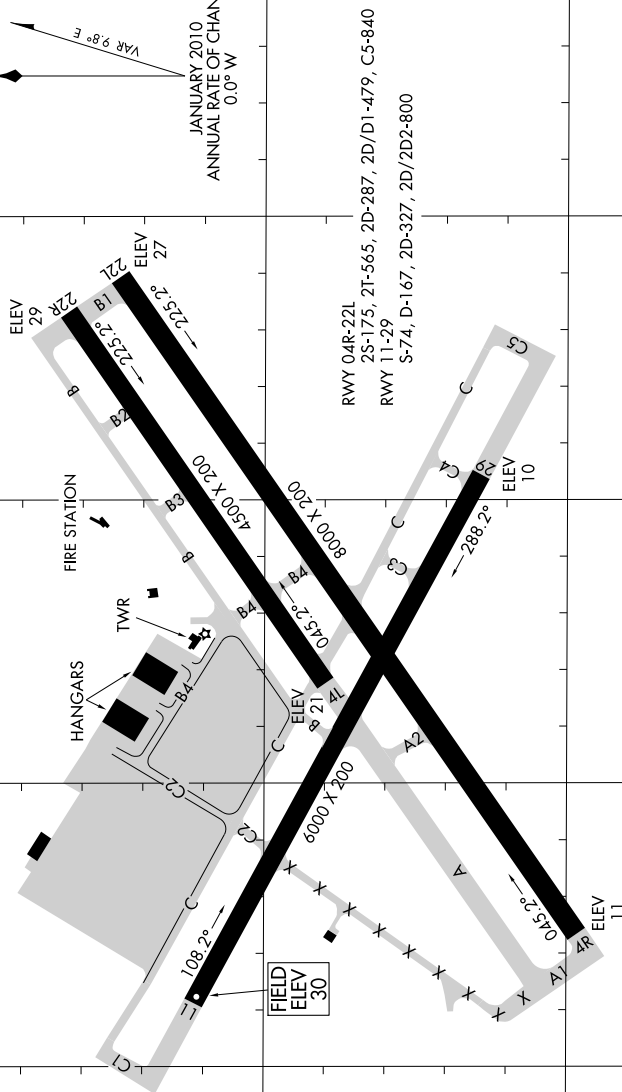 VAR 9.8° E
JANUARY 2010
ANNUAL RATE OF CHAN
0.0° W
ELEV
29
22R
22L
ELEV
27
B1
225.2°
225.2°
B
B2
RWY 04R-22L
2S-175, 2T-565, 2D-287, 2D/D1-479, C5-840
RWY 11-29
S-74, D-167, 2D-327, 2D/2D2-800
C5
C
C4
29
ELEV
10
FIRE STATION
B3
4500 X 200
8000 X 200
B
C
288.2°
C3
TWR
B4
B4
045.2°
HANGARS
B4
ELEV
21
4L
B
C
A2
C2
6000 X 200
C2
X
X
X
X
X
X
X
X
X
A
C
108.2°
045.2°
ELEV
11
4R
A1
FIELD
ELEV
30
11
C1